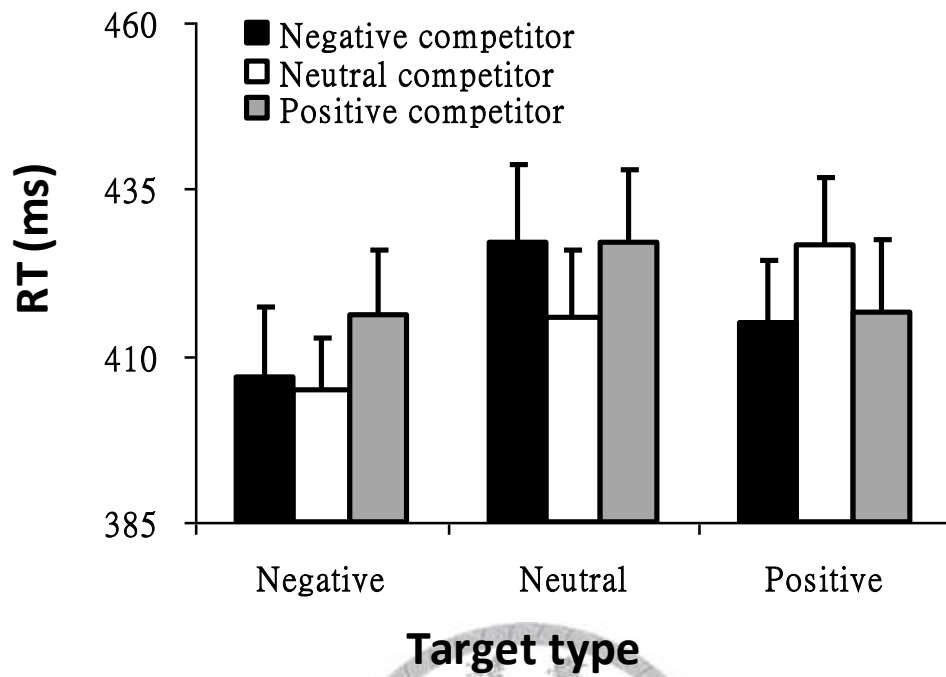 460
Negative competitor
Neutral competitor
Positive competitor
435
RT (ms)
410
385
Negative Neutral Positive
Target type